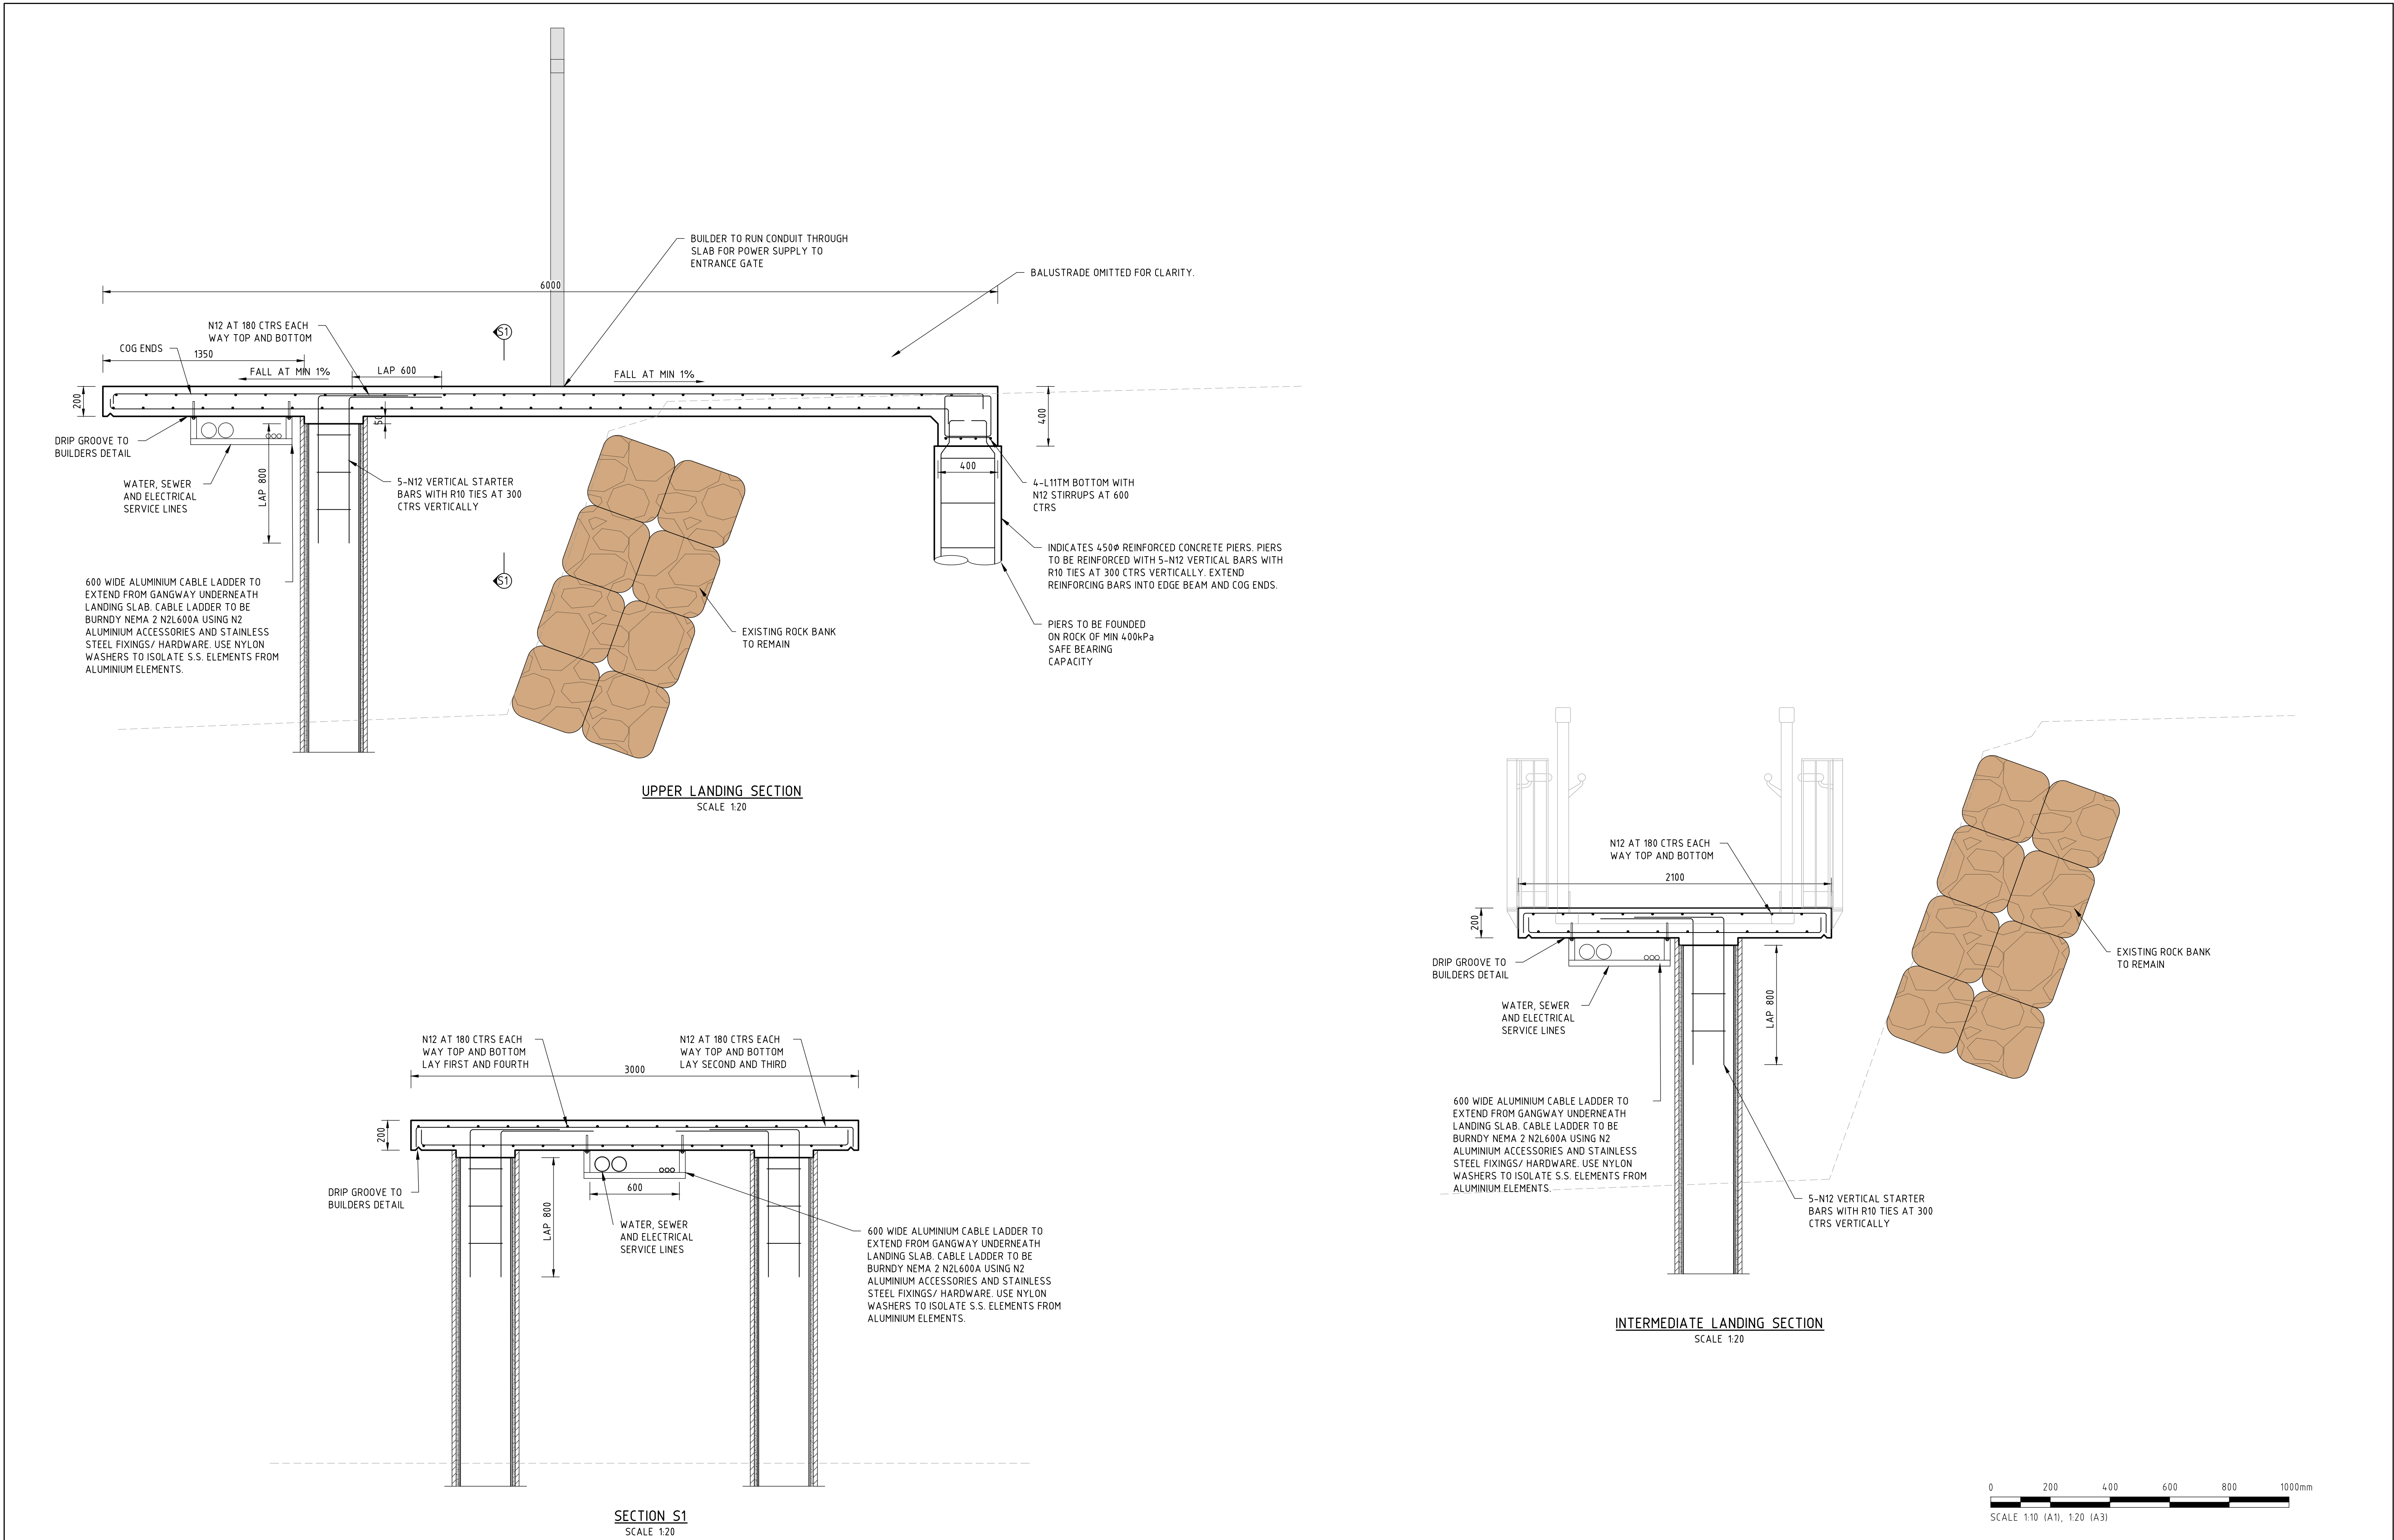 BUILDER TO RUN CONDUIT THROUGH
SLAB FOR POWER SUPPLY TO
ENTRANCE GATE
BALUSTRADE OMITTED FOR CLARITY.
6000
N12 AT 180 CTRS EACH
WAY TOP AND BOTTOM
S1
COG ENDS
1350
FALL AT MIN 1%
LAP 600
FALL AT MIN 1%
200
50
400
DRIP GROOVE TO
BUILDERS DETAIL
WATER, SEWER
AND ELECTRICAL
SERVICE LINES
LAP 800
5-N12 VERTICAL STARTER
BARS WITH R10 TIES AT 300
CTRS VERTICALLY
400
4-L11TM BOTTOM WITH
N12 STIRRUPS AT 600
CTRS
S1
INDICATES 450Ø REINFORCED CONCRETE PIERS. PIERS
TO BE REINFORCED WITH 5-N12 VERTICAL BARS WITH
R10 TIES AT 300 CTRS VERTICALLY. EXTEND
REINFORCING BARS INTO EDGE BEAM AND COG ENDS.
600 WIDE ALUMINIUM CABLE LADDER TO
EXTEND FROM GANGWAY UNDERNEATH
LANDING SLAB. CABLE LADDER TO BE
BURNDY NEMA 2 N2L600A USING N2
ALUMINIUM ACCESSORIES AND STAINLESS
STEEL FIXINGS/ HARDWARE. USE NYLON
WASHERS TO ISOLATE S.S. ELEMENTS FROM
ALUMINIUM ELEMENTS.
EXISTING ROCK BANK
TO REMAIN
PIERS TO BE FOUNDED
ON ROCK OF MIN 400kPa
SAFE BEARING
CAPACITY
UPPER LANDING SECTION
SCALE 1:20
N12 AT 180 CTRS EACH
WAY TOP AND BOTTOM
2100
200
DRIP GROOVE TO
BUILDERS DETAIL
WATER, SEWER
AND ELECTRICAL
SERVICE LINES
LAP 800
EXISTING ROCK BANK
TO REMAIN
600 WIDE ALUMINIUM CABLE LADDER TO
EXTEND FROM GANGWAY UNDERNEATH
LANDING SLAB. CABLE LADDER TO BE
BURNDY NEMA 2 N2L600A USING N2
ALUMINIUM ACCESSORIES AND STAINLESS
STEEL FIXINGS/ HARDWARE. USE NYLON
WASHERS TO ISOLATE S.S. ELEMENTS FROM
ALUMINIUM ELEMENTS.
5-N12 VERTICAL STARTER
BARS WITH R10 TIES AT 300
CTRS VERTICALLY
INTERMEDIATE LANDING SECTION
SCALE 1:20
N12 AT 180 CTRS EACH
WAY TOP AND BOTTOM
LAY FIRST AND FOURTH
N12 AT 180 CTRS EACH
WAY TOP AND BOTTOM
LAY SECOND AND THIRD
3000
200
DRIP GROOVE TO
BUILDERS DETAIL
LAP 800
600
WATER, SEWER
AND ELECTRICAL
SERVICE LINES
600 WIDE ALUMINIUM CABLE LADDER TO
EXTEND FROM GANGWAY UNDERNEATH
LANDING SLAB. CABLE LADDER TO BE
BURNDY NEMA 2 N2L600A USING N2
ALUMINIUM ACCESSORIES AND STAINLESS
STEEL FIXINGS/ HARDWARE. USE NYLON
WASHERS TO ISOLATE S.S. ELEMENTS FROM
ALUMINIUM ELEMENTS.
SECTION S1
SCALE 1:20
0 200 400 600 800 1000mm
SCALE 1:10 (A1), 1:20 (A3)